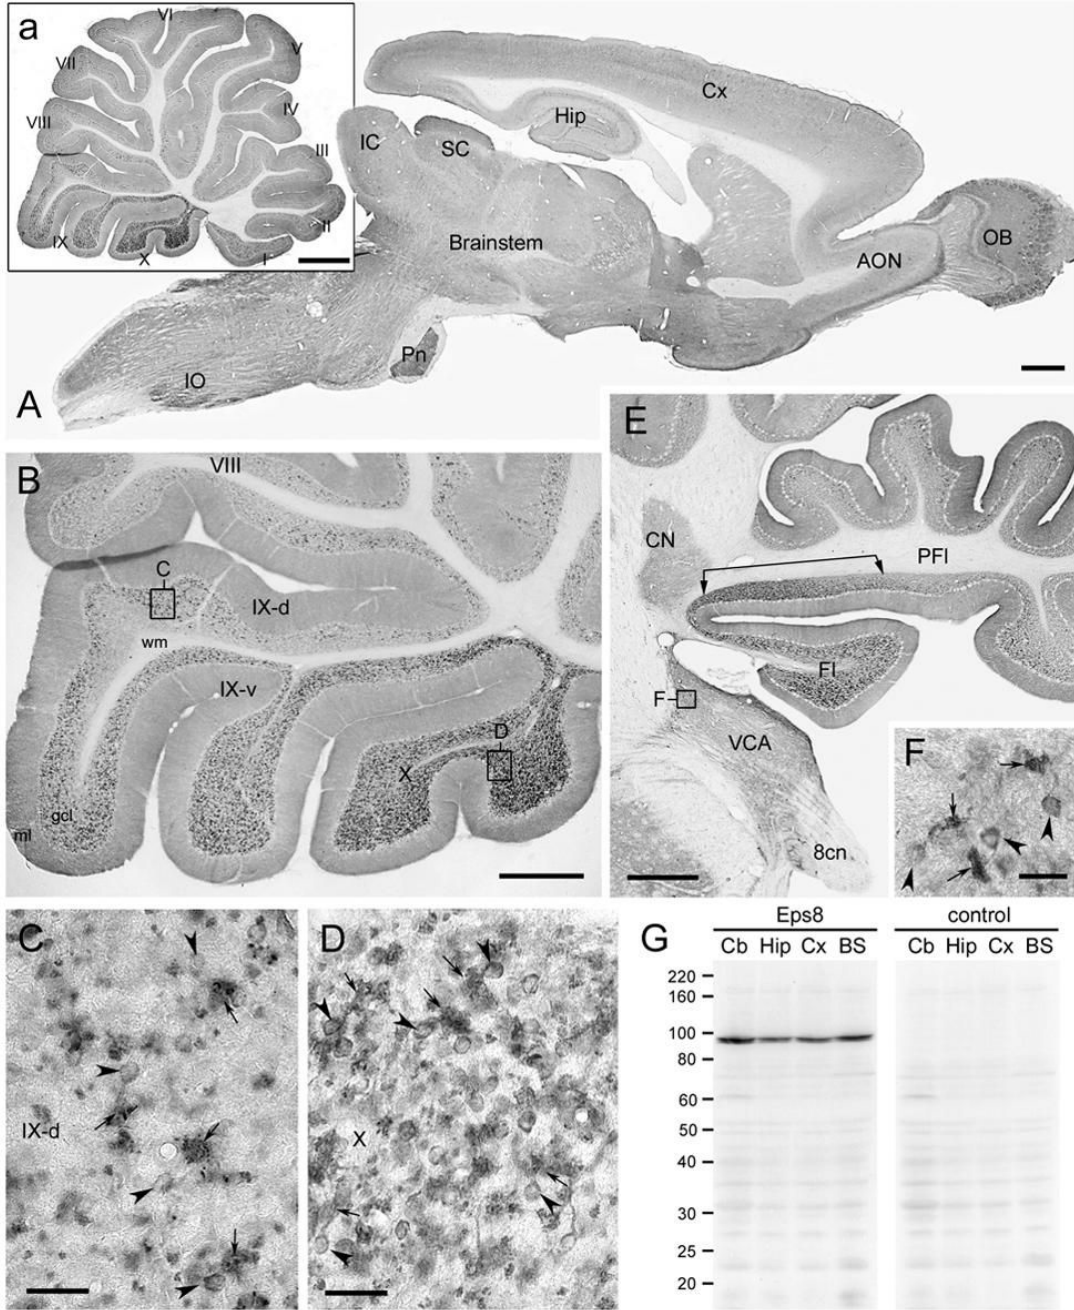 a
VI
VII
V
VIII
IV
III
IX
X
I
II
Cx
Hip
IC
SC
Brainstem
OB
AON
Pn
IO
A
B
VIII
C
IX-d
wm
IX-v
D
X
gcl
ml
E
CN
PFl
Fl
F
VCA
8cn
F
C
IX-d
D
X
G
Eps8 control
Cb Hip Cx BS Cb Hip Cx BS
220
160
100
80
60
50
40
30
25
20